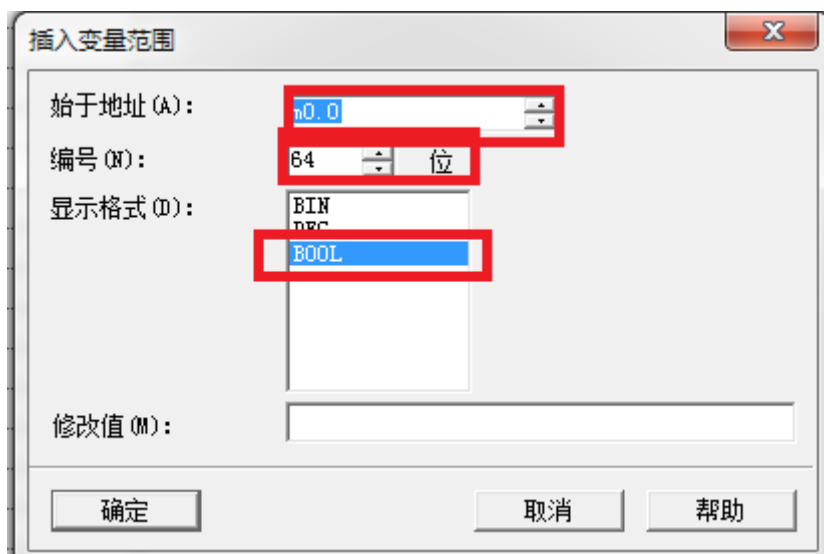 插入变量范围
始于地址(A): m0.0
编号(N): 64 位
显示格式(D): BIN
DEC
BOOL
修改值(M):
确定 取消 帮助